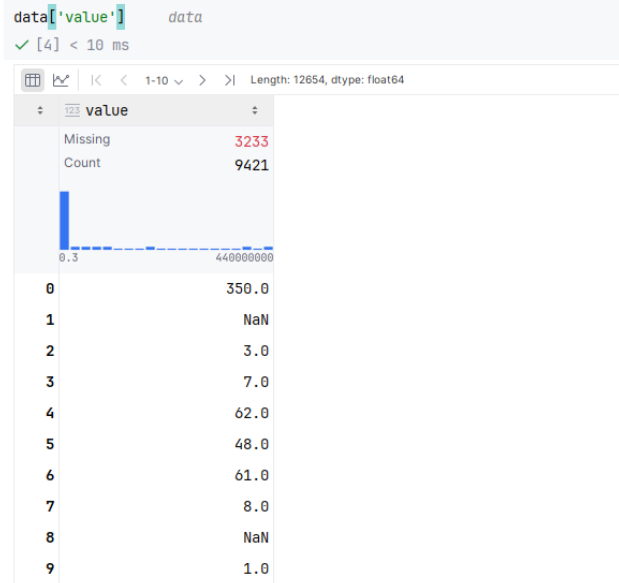 data['value'] data
[4] < 10 ms
1-10 Length: 12654, dtype: float64
123 value
Missing 3233
Count 9421
0.3 440000000
0 350.0
1 NaN
2 3.0
3 7.0
4 62.0
5 48.0
6 61.0
7 8.0
8 NaN
9 1.0